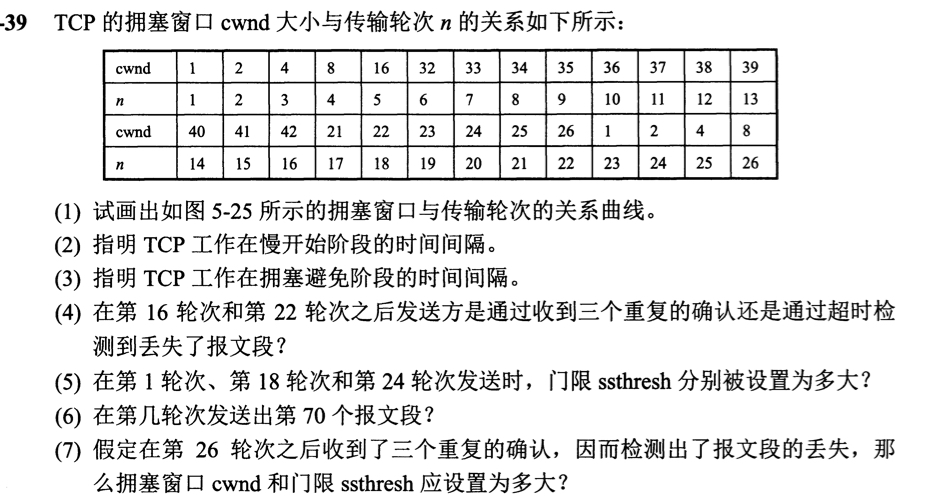 -39 TCP 的拥塞窗口 cwnd 大小与传输轮次 n 的关系如下所示：
cwnd 1 2 4 8 16 32 33 34 35 36 37 38 39
n 1 2 3 4 5 6 7 8 9 10 11 12 13
cwnd 40 41 42 21 22 23 24 25 26 1 2 4 8
n 14 15 16 17 18 19 20 21 22 23 24 25 26
(1) 试画出如图 5-25 所示的拥塞窗口与传输轮次的关系曲线。
(2) 指明 TCP 工作在慢开始阶段的时间间隔。
(3) 指明 TCP 工作在拥塞避免阶段的时间间隔。
(4) 在第 16 轮次和第 22 轮次之后发送方是通过收到三个重复的确认还是通过超时检
测到丢失了报文段？
(5) 在第 1 轮次、第 18 轮次和第 24 轮次发送时，门限 ssthresh 分别被设置为多大？
(6) 在第几轮次发送出第 70 个报文段？
(7) 假定在第 26 轮次之后收到了三个重复的确认，因而检测出了报文段的丢失，那
么拥塞窗口 cwnd 和门限 ssthresh 应设置为多大？